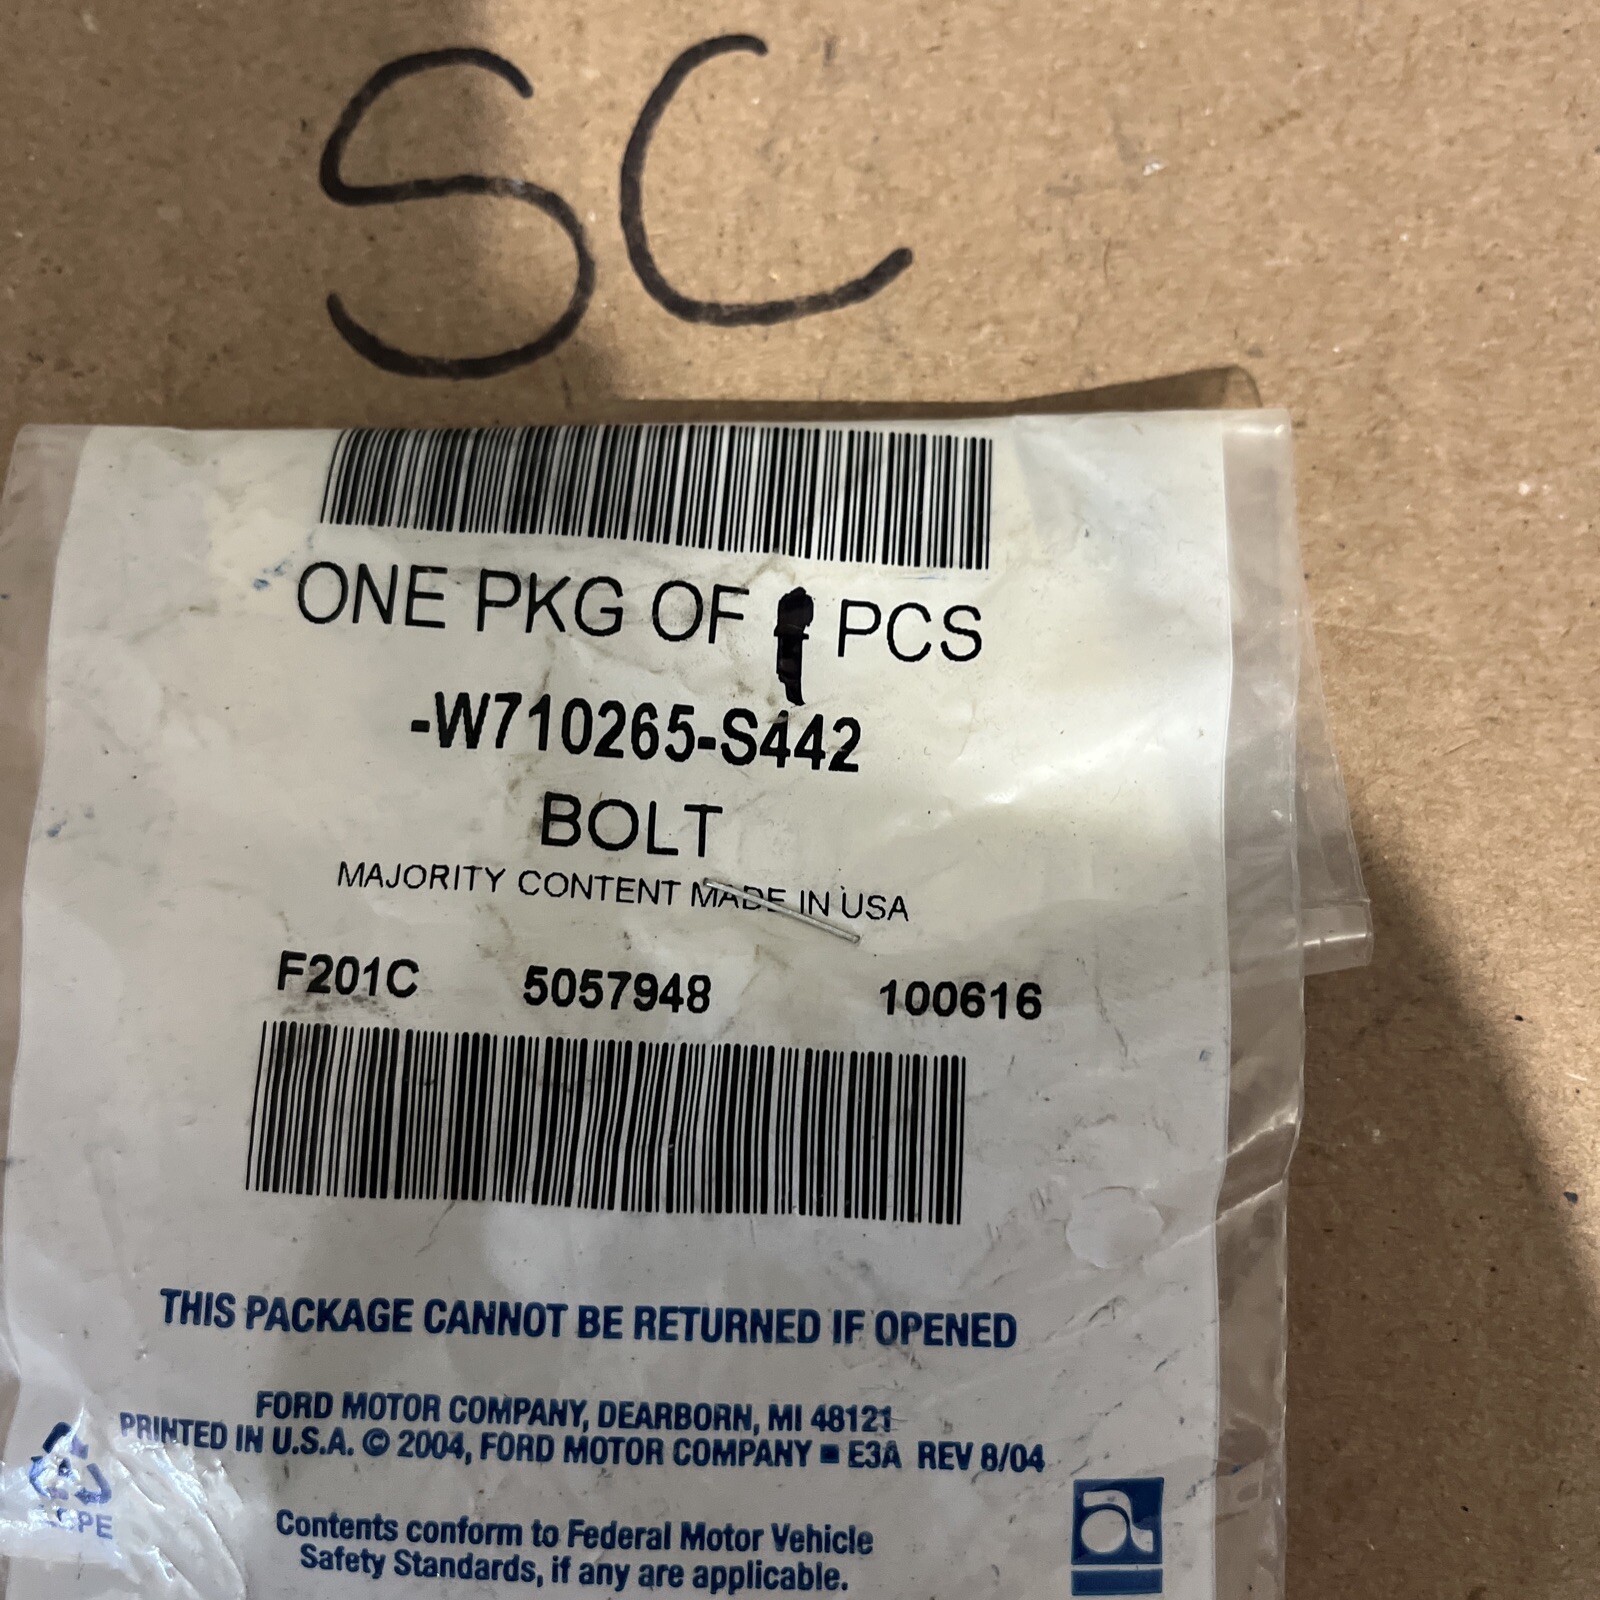 SC
ONE PKG OF PCS
-W710265-S442
BOLT
MAJORITY CONTENT MADE IN USA
F201C 5057948 100616
THIS PACKAGE CANNOT BE RETURNED IF OPENED
FORD MOTOR COMPANY, DEARBORN, MI 48121
PRINTED IN U.S.A. © 2004, FORD MOTOR COMPANY ■ E3A REV 8/04
Contents conform to Federal Motor Vehicle
Safety Standards, if any are applicable.